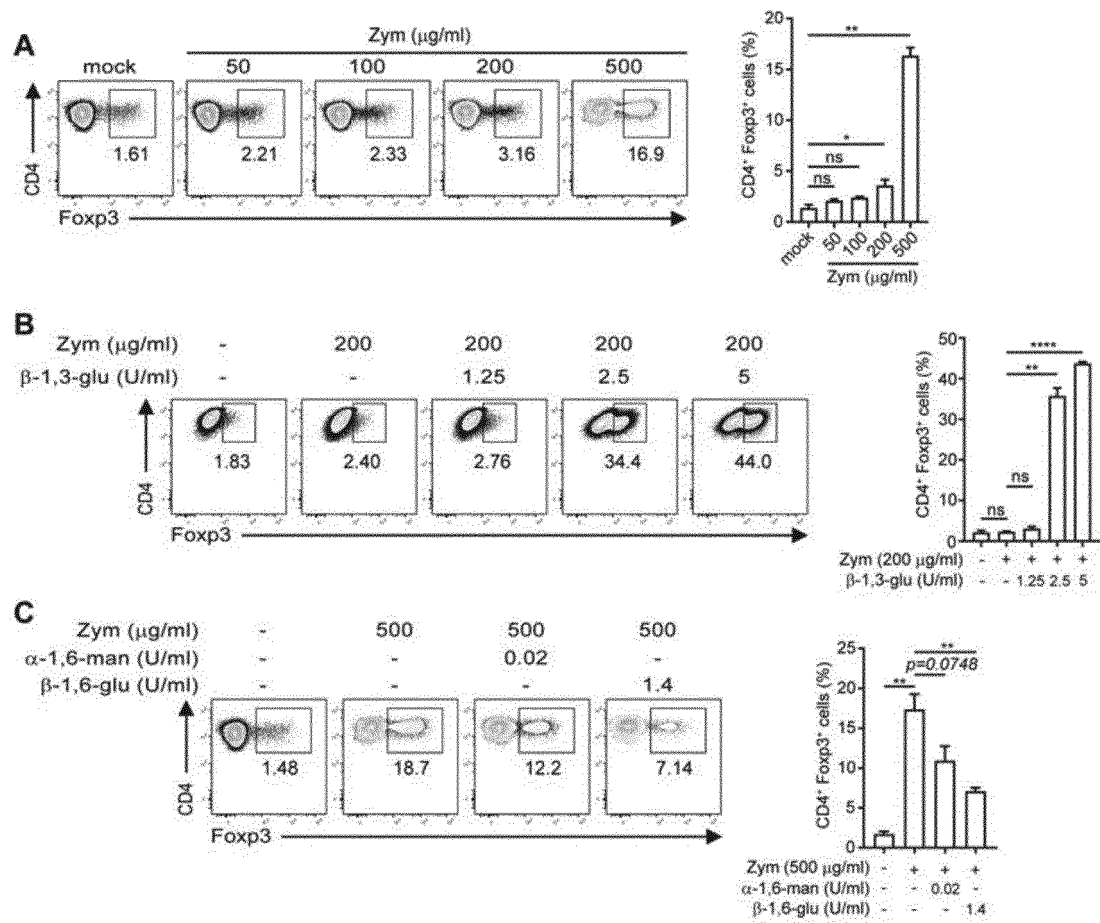 A
Zym (μg/ml)
mock 50 100 200 500
CD4
1.61 2.21 2.33 3.16 16.9
Foxp3
CD4⁺ Foxp3⁺ cells (%)
20
15
10
5
0
**
*
ns
ns
mock 50 100 200 500
Zym (μg/ml)
B
Zym (μg/ml) - 200 200 200 200
β-1,3-glu (U/ml) - - 1.25 2.5 5
CD4
1.83 2.40 2.76 34.4 44.0
Foxp3
CD4⁺ Foxp3⁺ cells (%)
50
40
30
20
10
0
****
**
ns
ns
Zym (200 μg/ml) - + + + +
β-1,3-glu (U/ml) - - 1.25 2.5 5
C
Zym (μg/ml) - 500 500 500
α-1,6-man (U/ml) - - 0.02 -
β-1,6-glu (U/ml) - - - 1.4
CD4
1.48 18.7 12.2 7.14
Foxp3
CD4⁺ Foxp3⁺ cells (%)
25
20
15
10
5
0
**
p=0.0748
**
Zym (500 μg/ml) - + + +
α-1,6-man (U/ml) - - 0.02 -
β-1,6-glu (U/ml) - - - 1.4